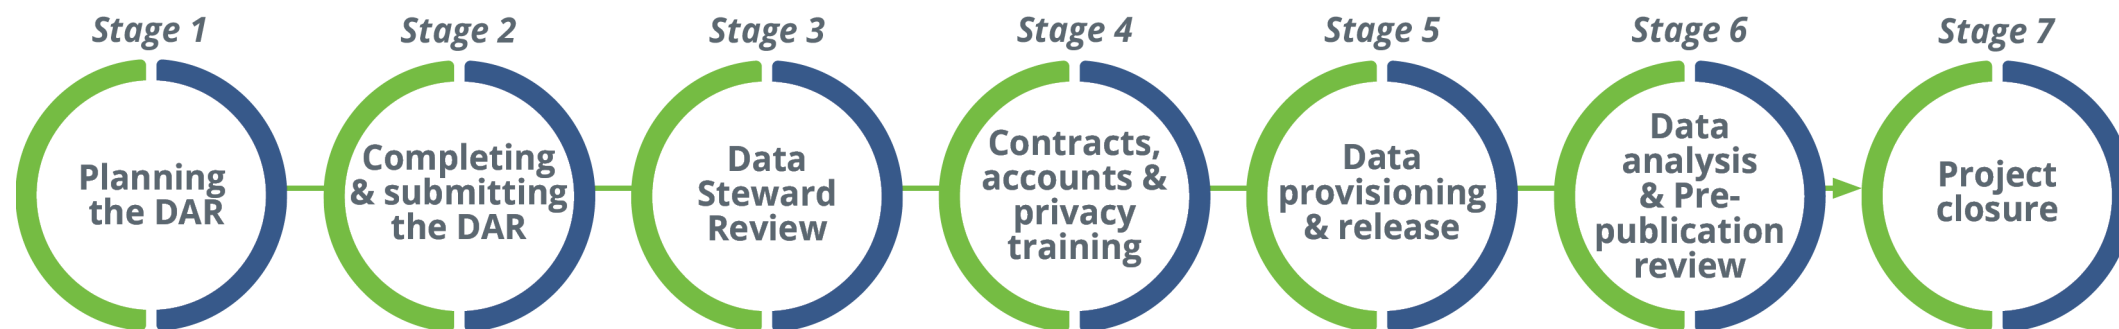 Stage 1
Planning
the DAR
Stage 2
Completing
& submitting
the DAR
Stage 3
Data
Steward
Review
Stage 4
Contracts,
accounts &
privacy
training
Stage 5
Data
provisioning
& release
Stage 6
Data
analysis
& Pre-
publication
review
Stage 7
Project
closure